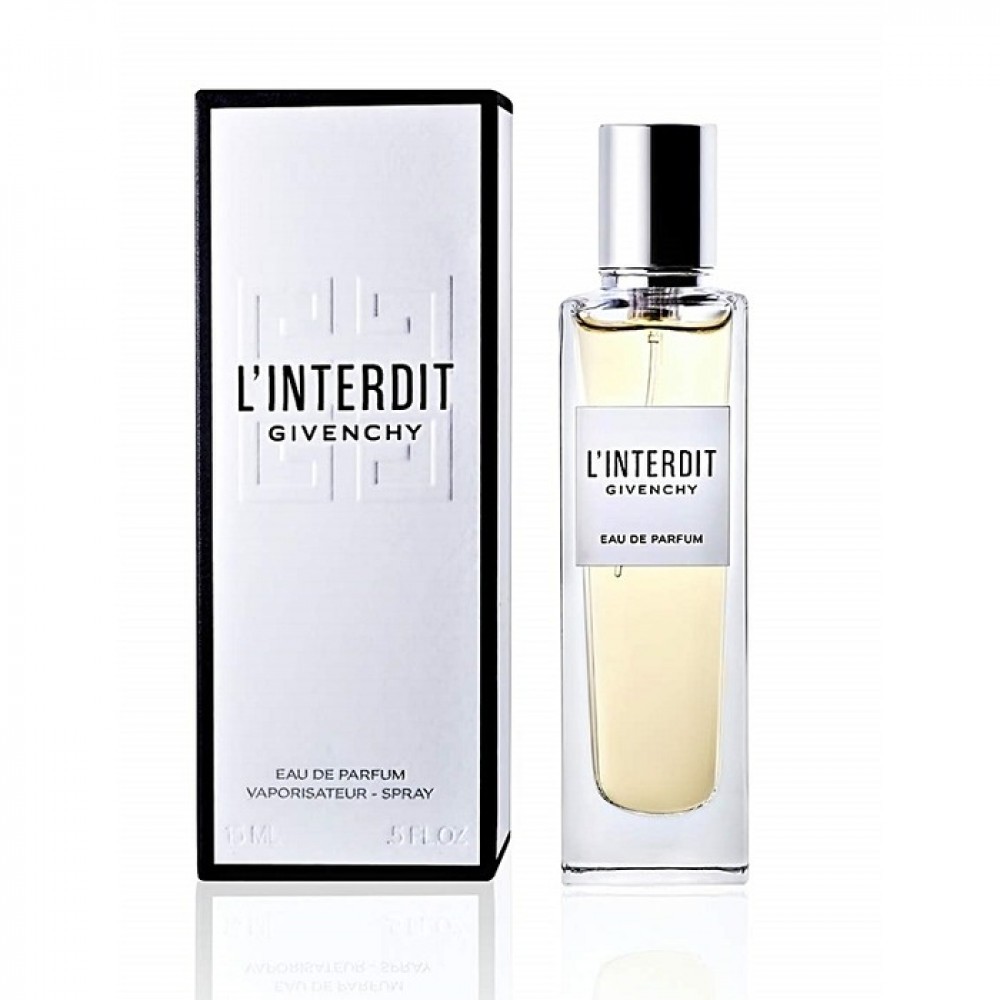 L'INTERDIT
GIVENCHY
EAU DE PARFUM
VAPORISATEUR - SPRAY
15 ML .5 FL.OZ
L'INTERDIT
GIVENCHY
EAU DE PARFUM